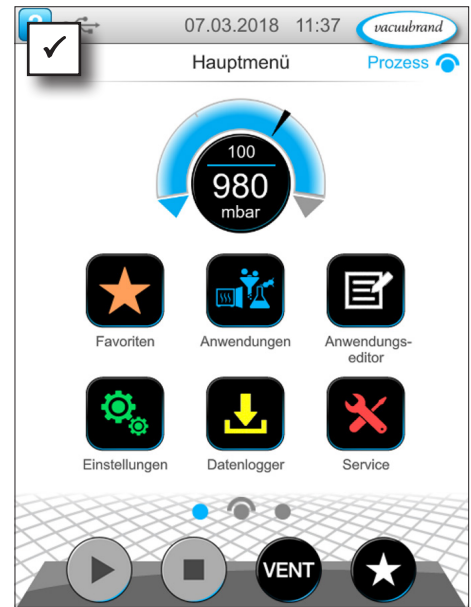 07.03.2018 11:37 vacuubrand
Hauptmenü Prozess
100
980
mbar
Favoriten Anwendungen Anwendungs-
editor
Einstellungen Datenlogger Service
VENT